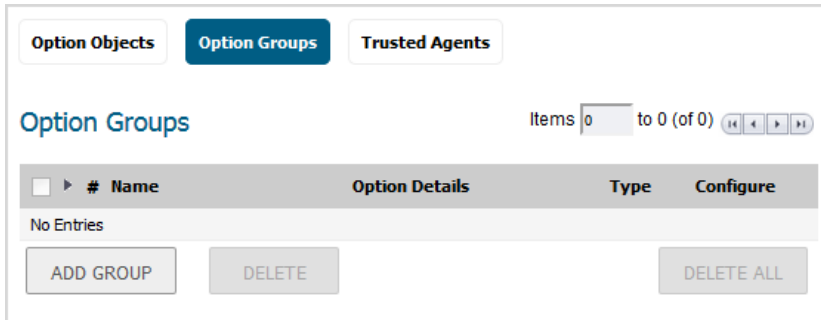 Option Objects Option Groups Trusted Agents
Option Groups Items 0 to 0 (of 0)
# Name Option Details Type Configure
No Entries
ADD GROUP DELETE DELETE ALL